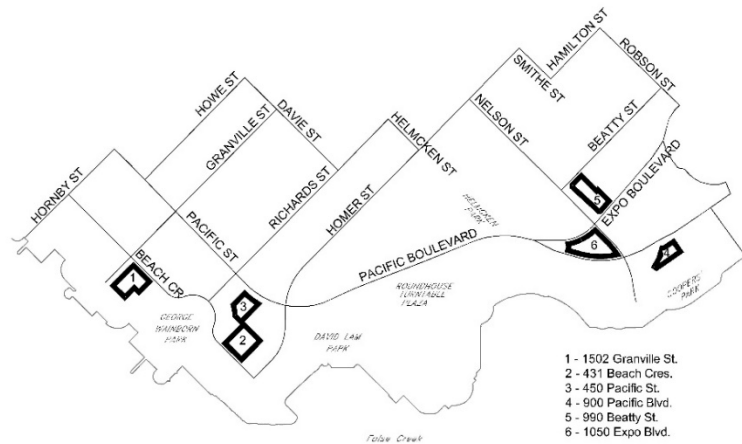 HAMILTON ST
ROBSON ST
SMITHE ST
HOWE ST
DAVIE ST
GRANVILLE ST
HELMCKEN ST
NELSON ST
BEATTY ST
RICHARDS ST
HORNBY ST
HOMER ST
EXPO BOULEVARD
5
HELMCKEN
PARK
PACIFIC ST
6
4
PACIFIC BOULEVARD
BEACH CR
1
COOPERS'
PARK
ROUNDHOUSE
TURNTABLE
PLAZA
3
GEORGE
WAINBORN
PARK
2
DAVID LAM
PARK
1 - 1502 Granville St.
2 - 431 Beach Cres.
3 - 450 Pacific St.
4 - 900 Pacific Blvd.
5 - 990 Beatty St.
6 - 1050 Expo Blvd.
False Creek